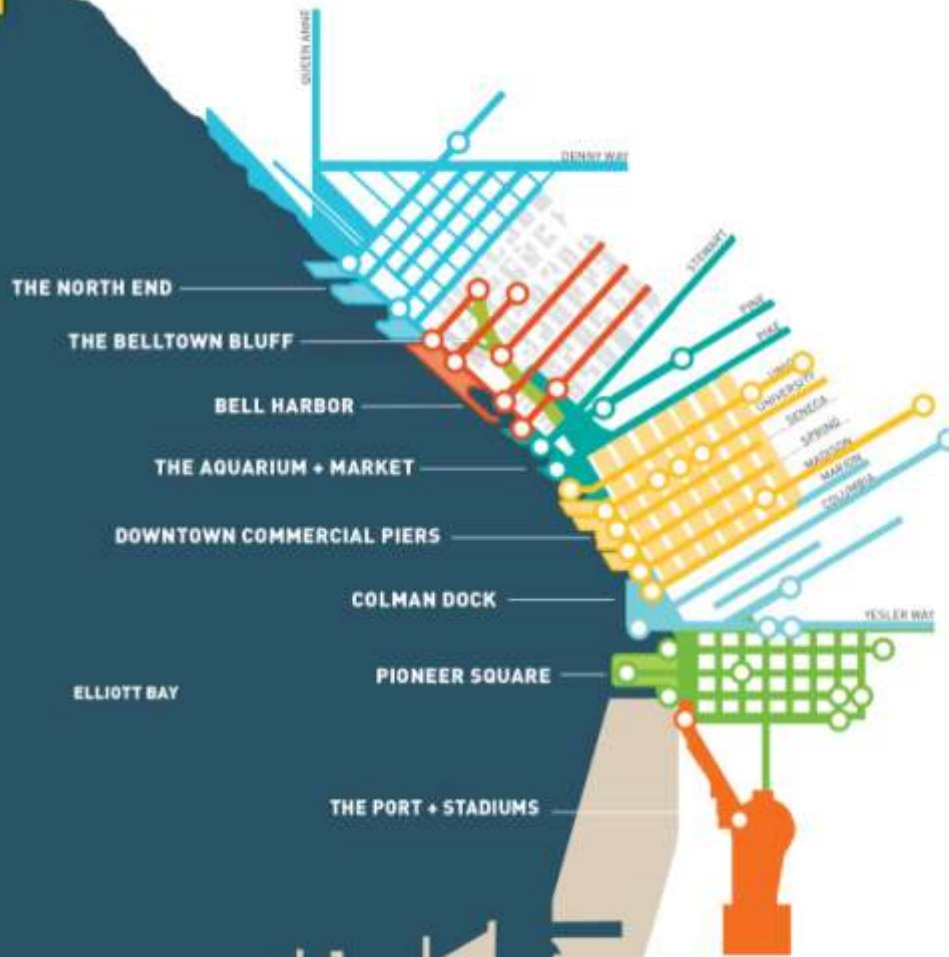 QUEEN ANNE
DENNY WAY
STEWART
THE NORTH END
PINE
THE BELLTOWN BLUFF
PIKE
UNION
UNIVERSITY
BELL HARBOR
SENECA
SPRING
THE AQUARIUM + MARKET
MADISON
MARION
COLUMBIA
DOWNTOWN COMMERCIAL PIERS
COLMAN DOCK
YESLER WAY
PIONEER SQUARE
ELLIOTT BAY
THE PORT + STADIUMS